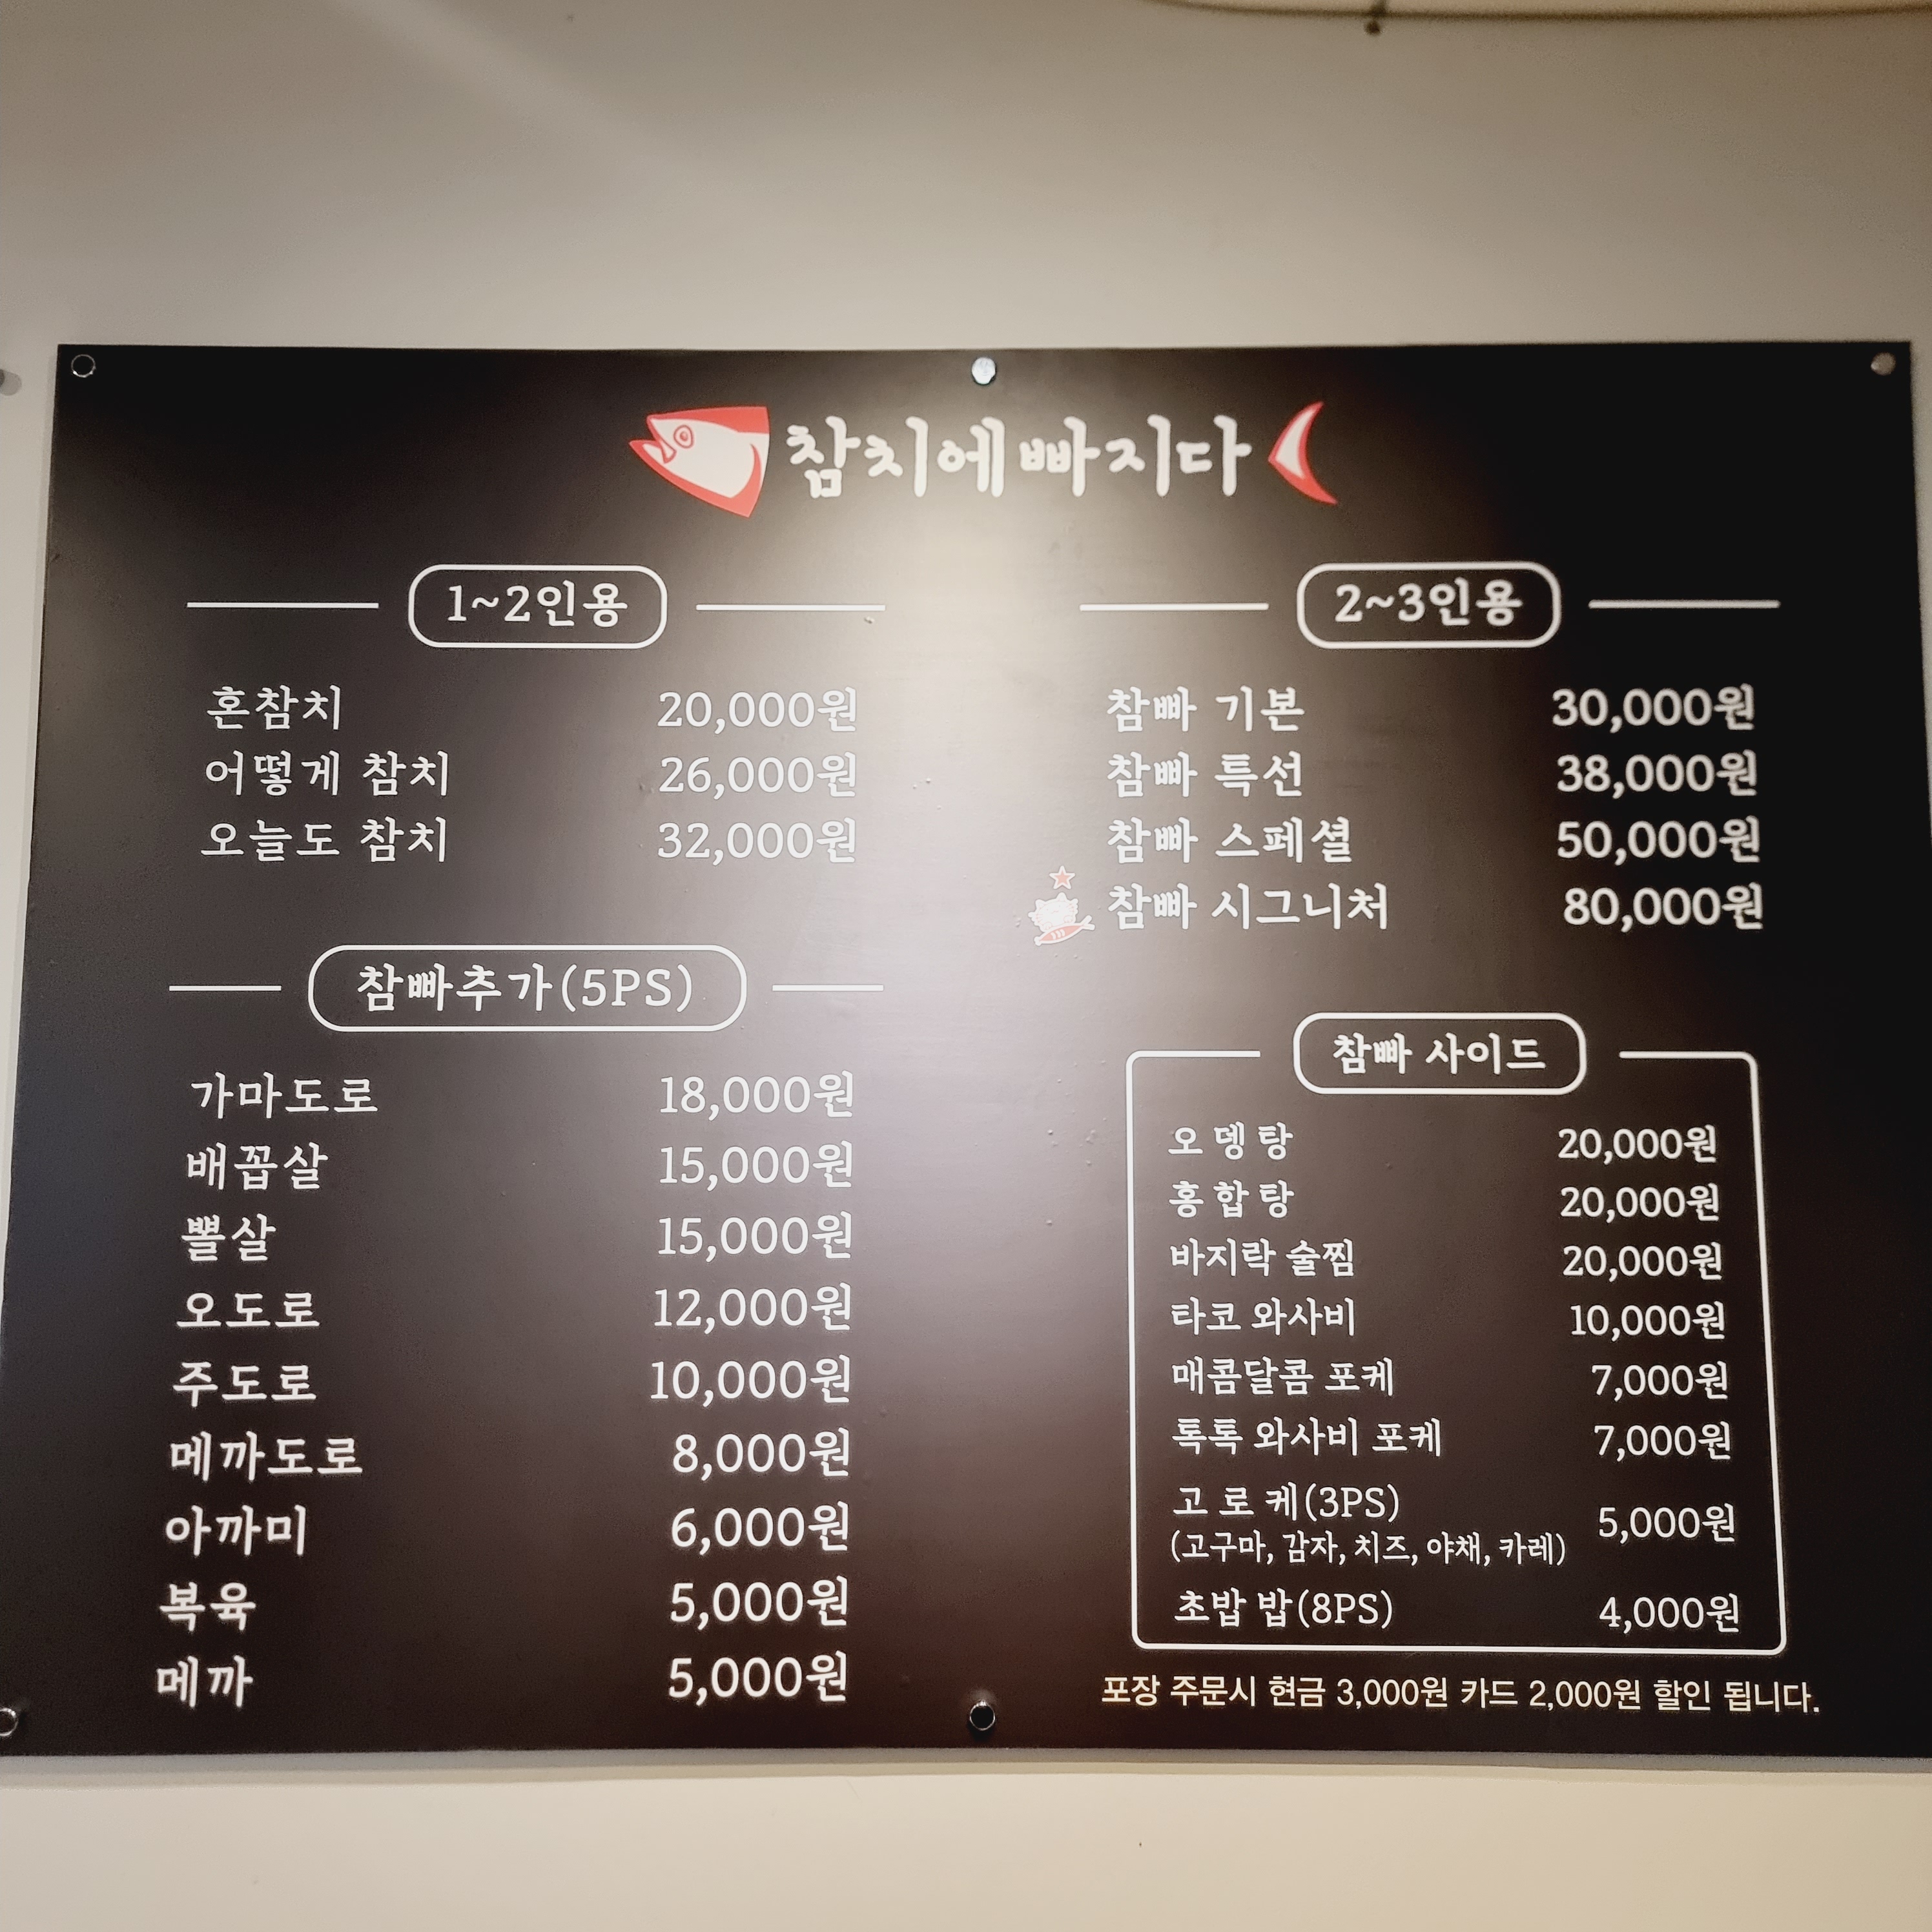 참치에 빠지다
1~2인용
혼참치 20,000원
어떻게 참치 26,000원
오늘도 참치 32,000원
참빠추가(5PS)
가마도로 18,000원
배꼽살 15,000원
뽈살 15,000원
오도로 12,000원
주도로 10,000원
메까도로 8,000원
아까미 6,000원
복육 5,000원
메까 5,000원
2~3인용
참빠 기본 30,000원
참빠 특선 38,000원
참빠 스페셜 50,000원
참빠 시그니처 80,000원
참빠 사이드
오뎅탕 20,000원
홍합탕 20,000원
바지락 술찜 20,000원
타코 와사비 10,000원
매콤달콤 포케 7,000원
톡톡 와사비 포케 7,000원
고로케(3PS) 5,000원
(고구마, 감자, 치즈, 야채, 카레)
초밥 밥(8PS) 4,000원
포장 주문시 현금 3,000원 카드 2,000원 할인 됩니다.